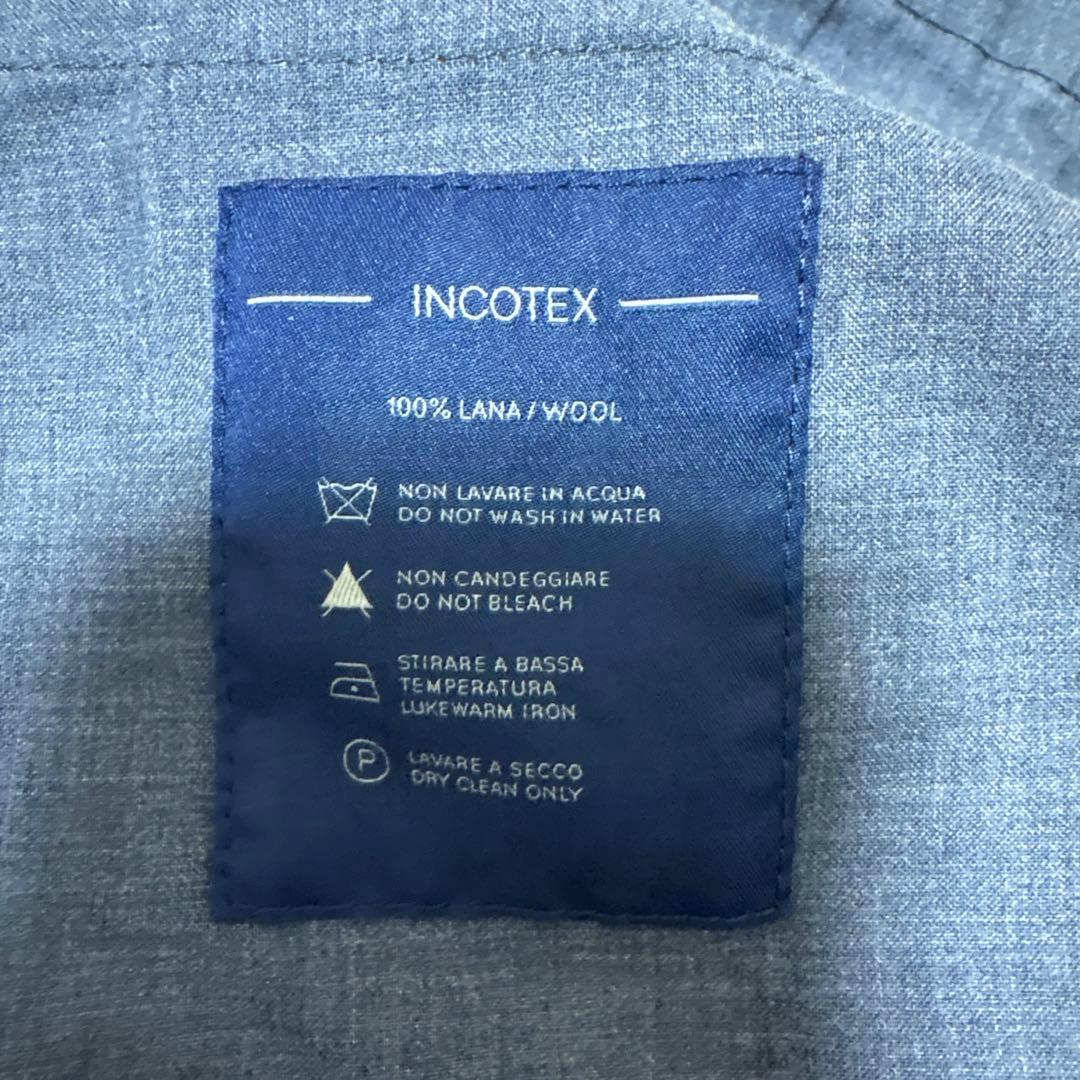 INCOTEX
100% LANA / WOOL
NON LAVARE IN ACQUA
DO NOT WASH IN WATER
NON CANDEGGIARE
DO NOT BLEACH
STIRARE A BASSA
TEMPERATURA
LUKEWARM IRON
P
LAVARE A SECCO
DRY CLEAN ONLY